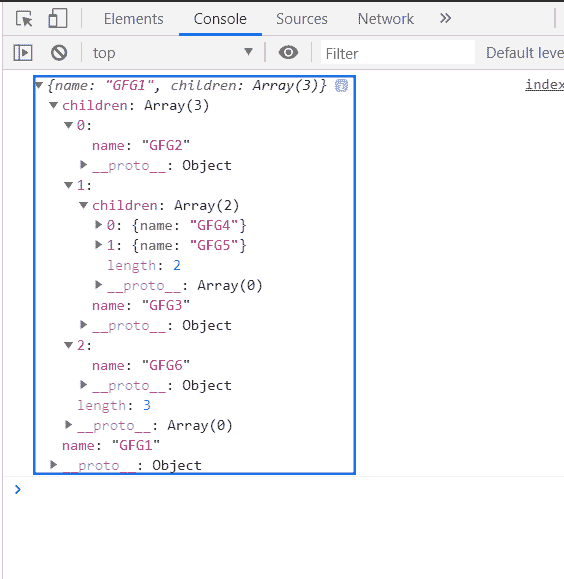 Elements Console Sources Network »
top Filter Default leve
{name: "GFG1", children: Array(3)} index
children: Array(3)
0:
name: "GFG2"
__proto__: Object
1:
children: Array(2)
0: {name: "GFG4"}
1: {name: "GFG5"}
length: 2
__proto__: Array(0)
name: "GFG3"
__proto__: Object
2:
name: "GFG6"
__proto__: Object
length: 3
__proto__: Array(0)
name: "GFG1"
__proto__: Object